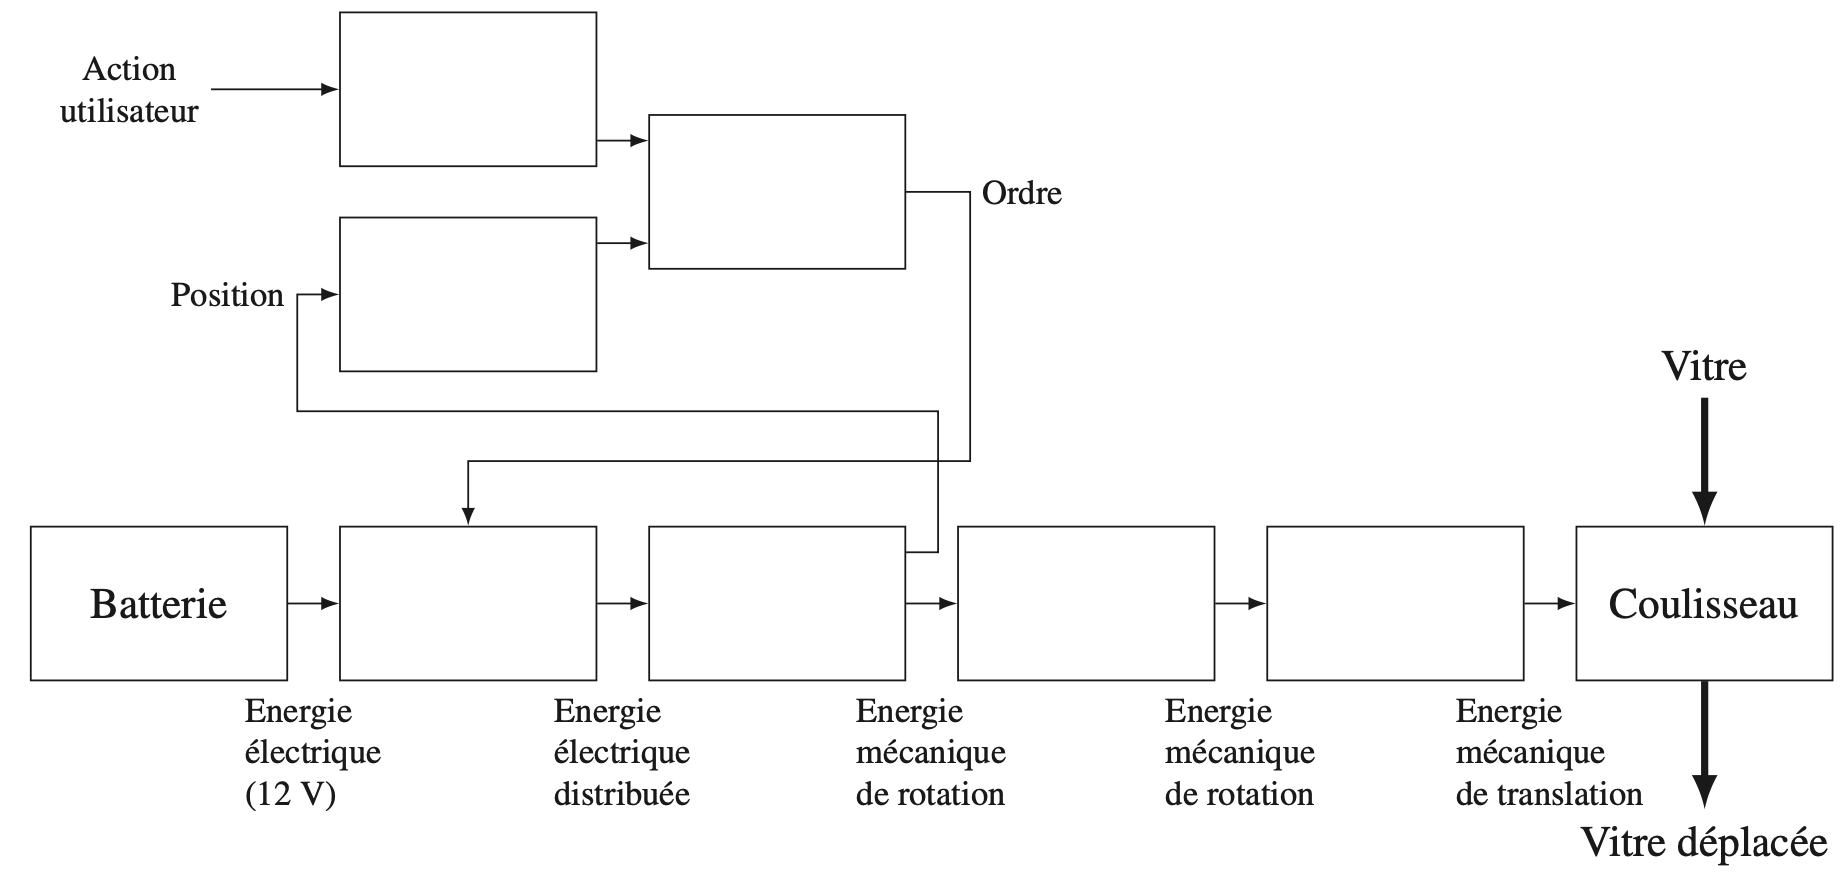 Action
utilisateur
Ordre
Position
Vitre
Batterie
Coulisseau
Energie
électrique
(12 V)
Energie
électrique
distribuée
Energie
mécanique
de rotation
Energie
mécanique
de rotation
Energie
mécanique
de translation
Vitre déplacée